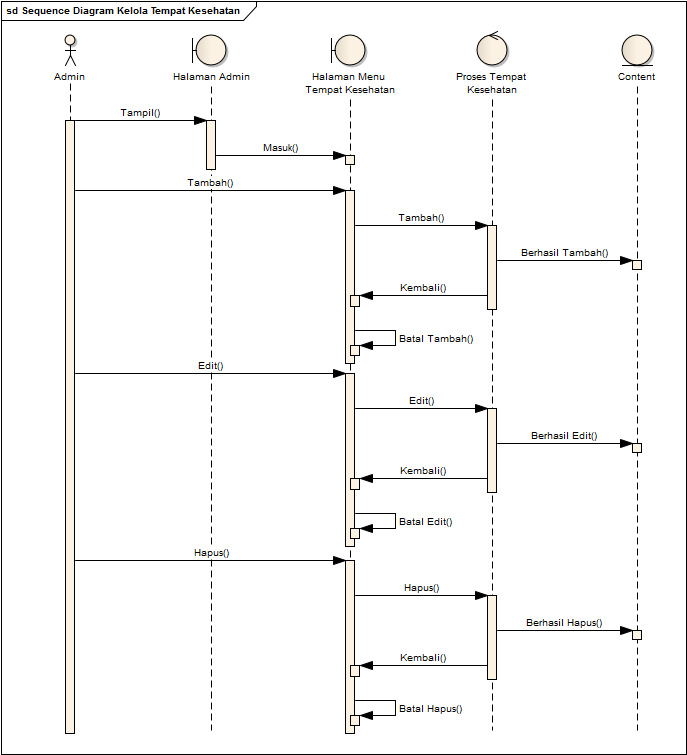 sd Sequence Diagram Kelola Tempat Kesehatan
Admin
Halaman Admin
Halaman Menu
Tempat Kesehatan
Proses Tempat
Kesehatan
Content
Tampil()
Masuk()
Tambah()
Tambah()
Berhasil Tambah()
Kembali()
Batal Tambah()
Edit()
Edit()
Berhasil Edit()
Kembali()
Batal Edit()
Hapus()
Hapus()
Berhasil Hapus()
Kembali()
Batal Hapus()